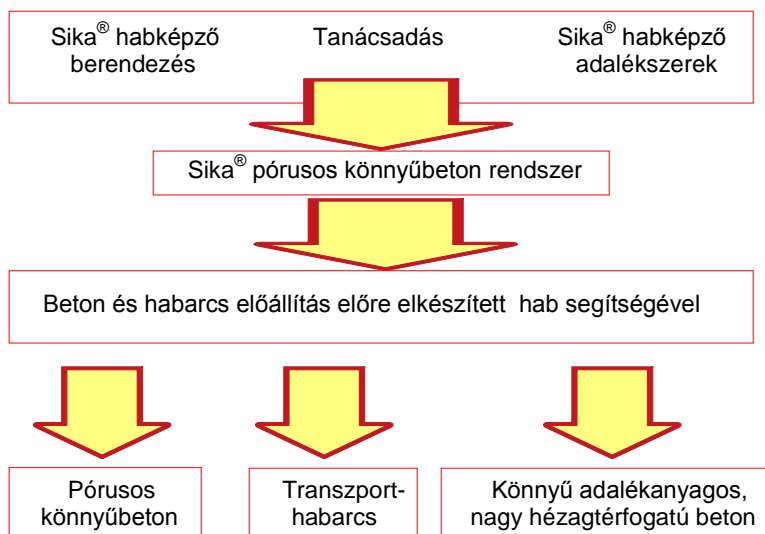 Sika® habképző berendezés
Tanácsadás
Sika® habképző adalékszerek
Sika® pórusos könnyűbeton rendszer
Beton és habarcs előállítás előre elkészített hab segítségével
Pórusos könnyűbeton
Transzport-habarcs
Könnyű adalékanyagos, nagy hézagtérfogatú beton